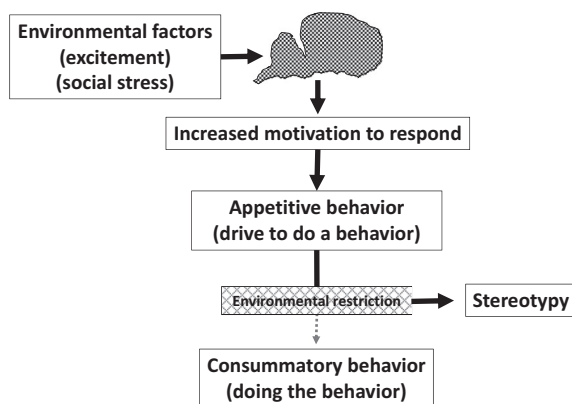 Environmental factors
(excitement)
(social stress)
Increased motivation to respond
Appetitive behavior
(drive to do a behavior)
Environmental restriction
Stereotypy
Consummatory behavior
(doing the behavior)